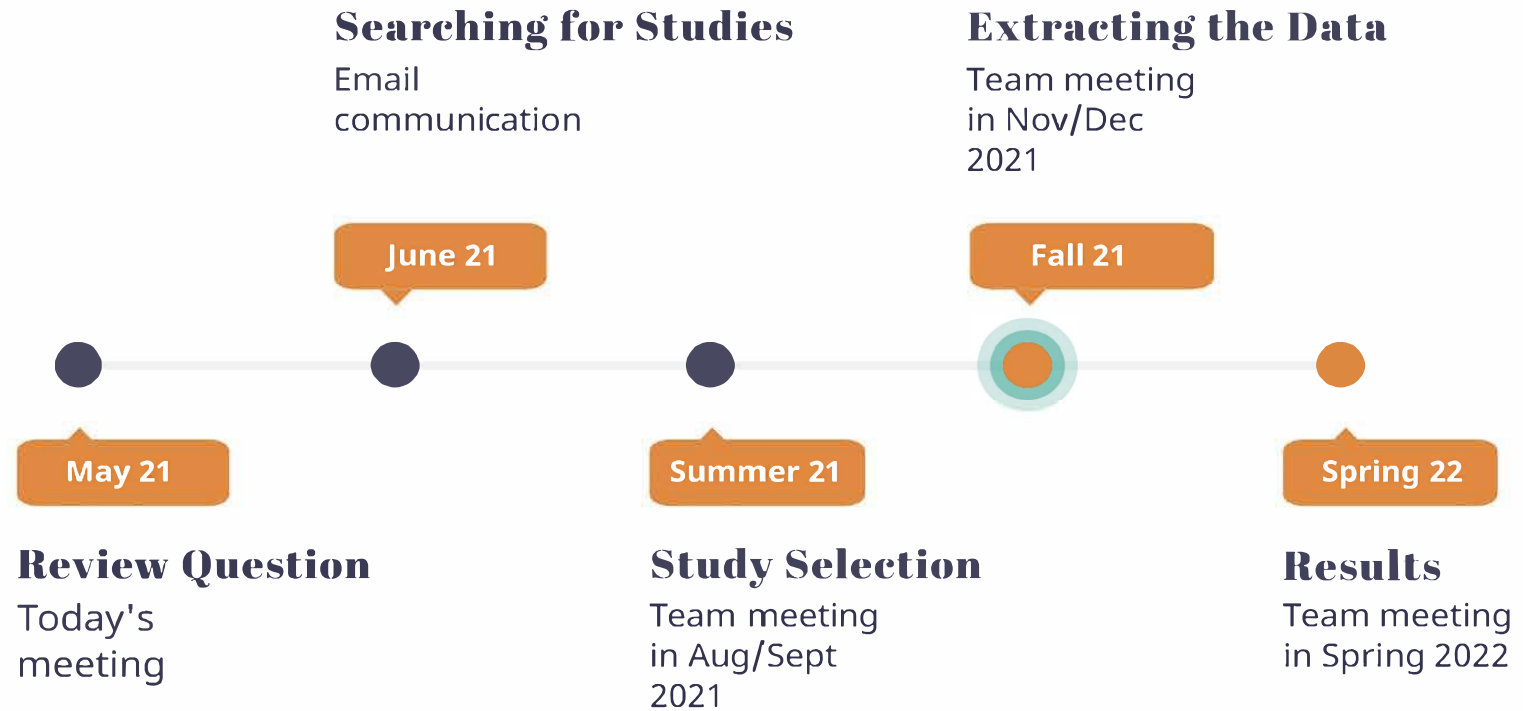 Searching for Studies
Email
communication
Extracting the Data
Team meeting
in Nov/Dec
2021
June 21
Fall 21
May 21
Summer 21
Spring 22
Review Question
Today's
meeting
Study Selection
Team meeting
in Aug/Sept
2021
Results
Team meeting
in Spring 2022